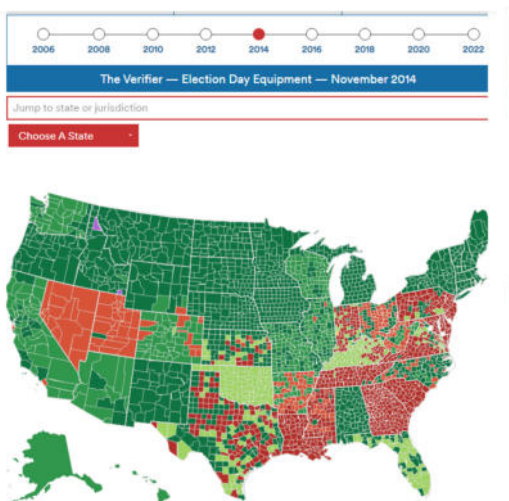 2006 2008 2010 2012 2014 2016 2018 2020 2022
The Verifier — Election Day Equipment — November 2014
Jump to state or jurisdiction
Choose A State